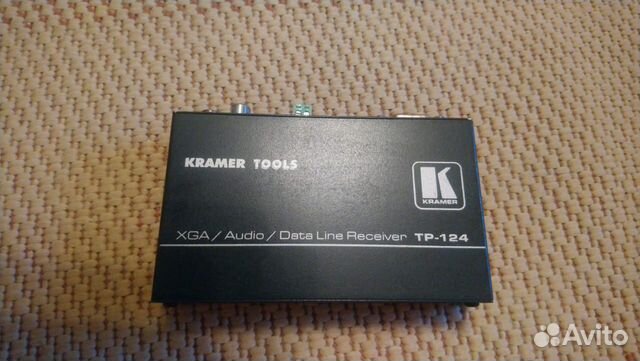 KRAMER TOOLS
K
KRAMER
XGA / Audio / Data Line Receiver TP-124
Avito